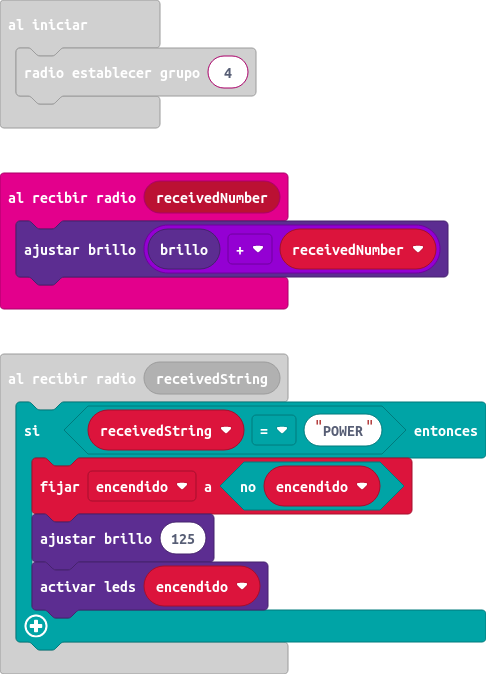 al iniciar
radio establecer grupo 4
al recibir radio receivedNumber
ajustar brillo brillo + receivedNumber
al recibir radio receivedString
si receivedString = "POWER" entonces
fijar encendido a no encendido
ajustar brillo 125
activar leds encendido